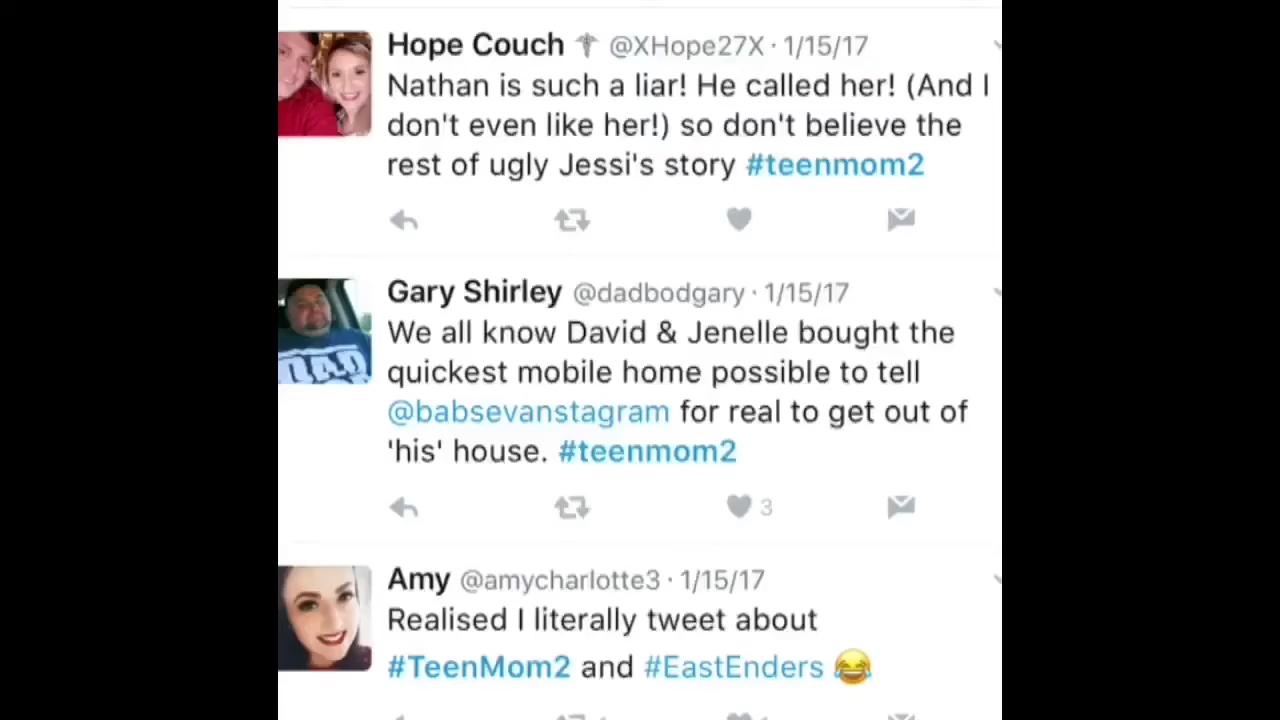 Hope Couch @XHope27X · 1/15/17
Nathan is such a liar! He called her! (And I
don't even like her!) so don't believe the
rest of ugly Jessi's story #teenmom2
Gary Shirley @dadbodgary · 1/15/17
We all know David & Jenelle bought the
quickest mobile home possible to tell
@babsevanstagram for real to get out of
'his' house. #teenmom2
3
DAD
Amy @amycharlotte3 · 1/15/17
Realised I literally tweet about
#TeenMom2 and #EastEnders 😂